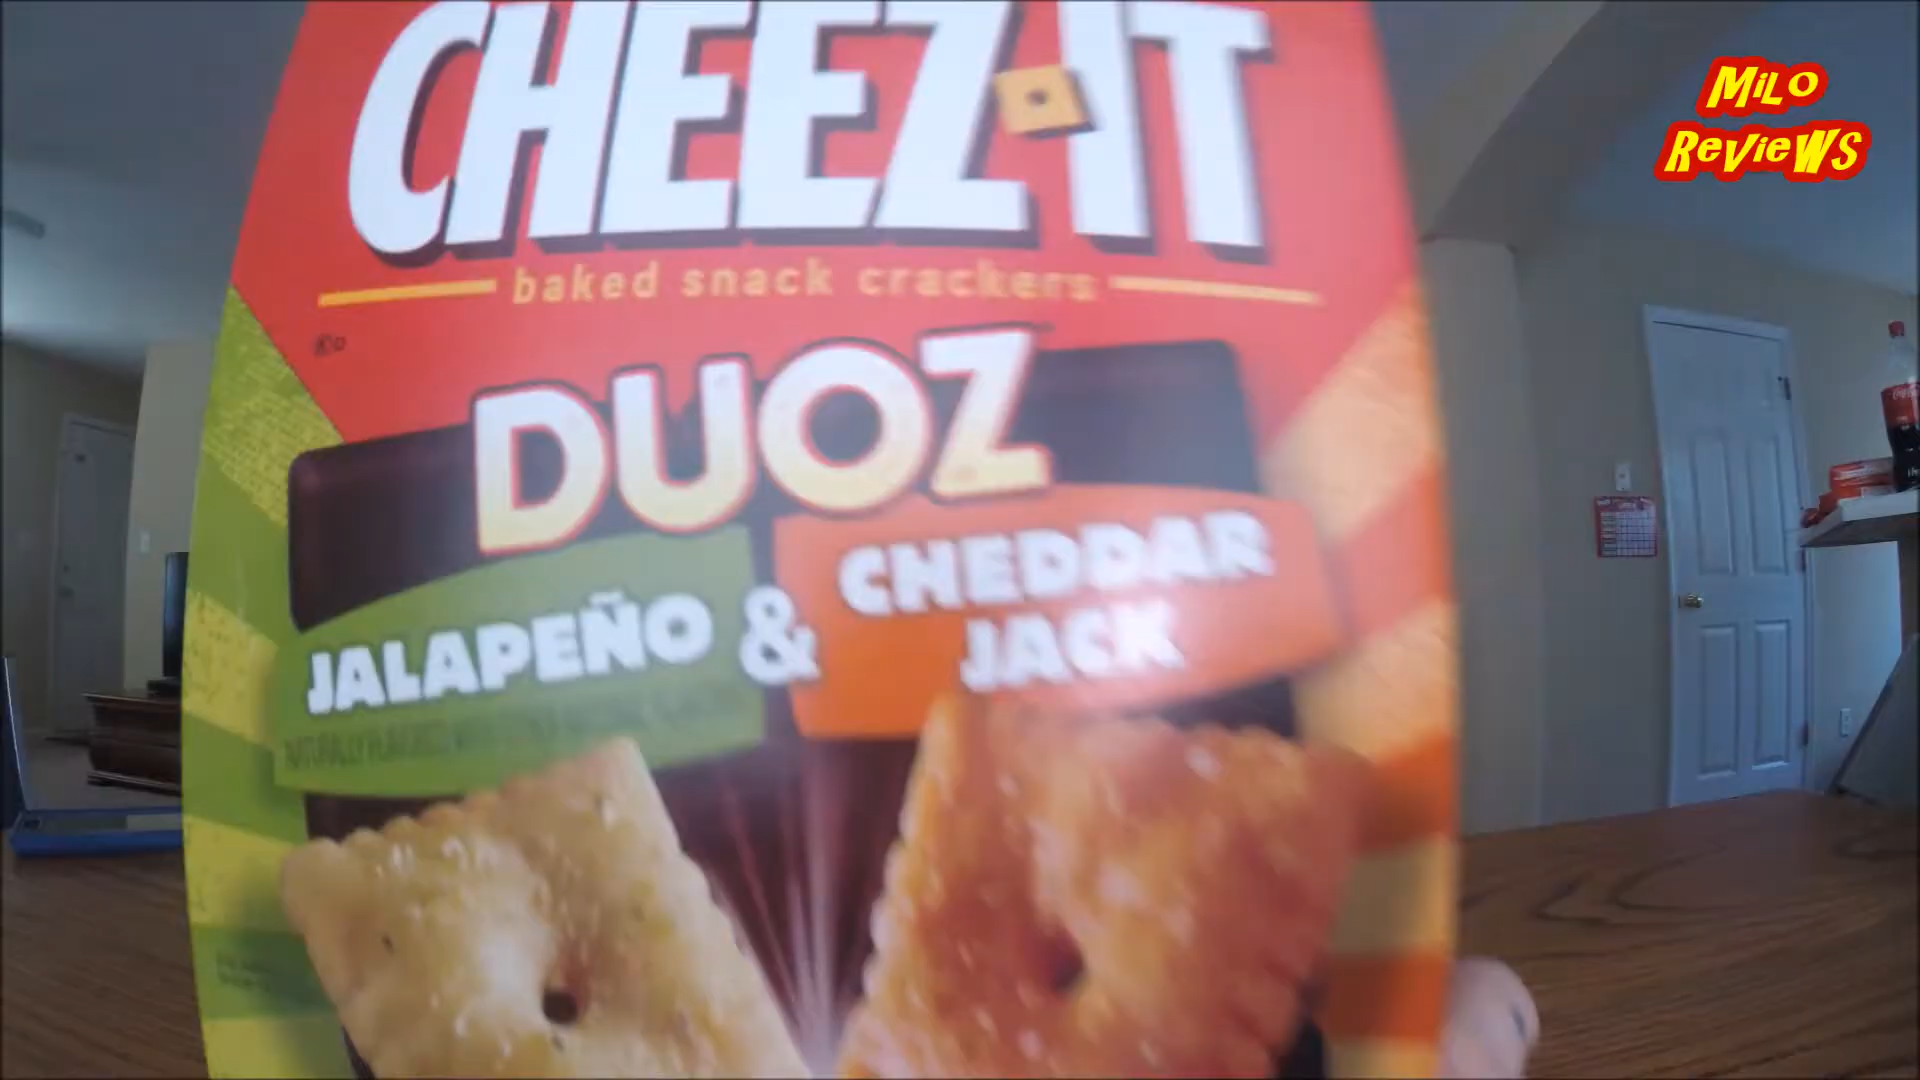 CHEEZ-IT
MiLO
ReVieWS
baked snack crackers
DUOZ
JALAPEÑO & CHEDDAR
JACK